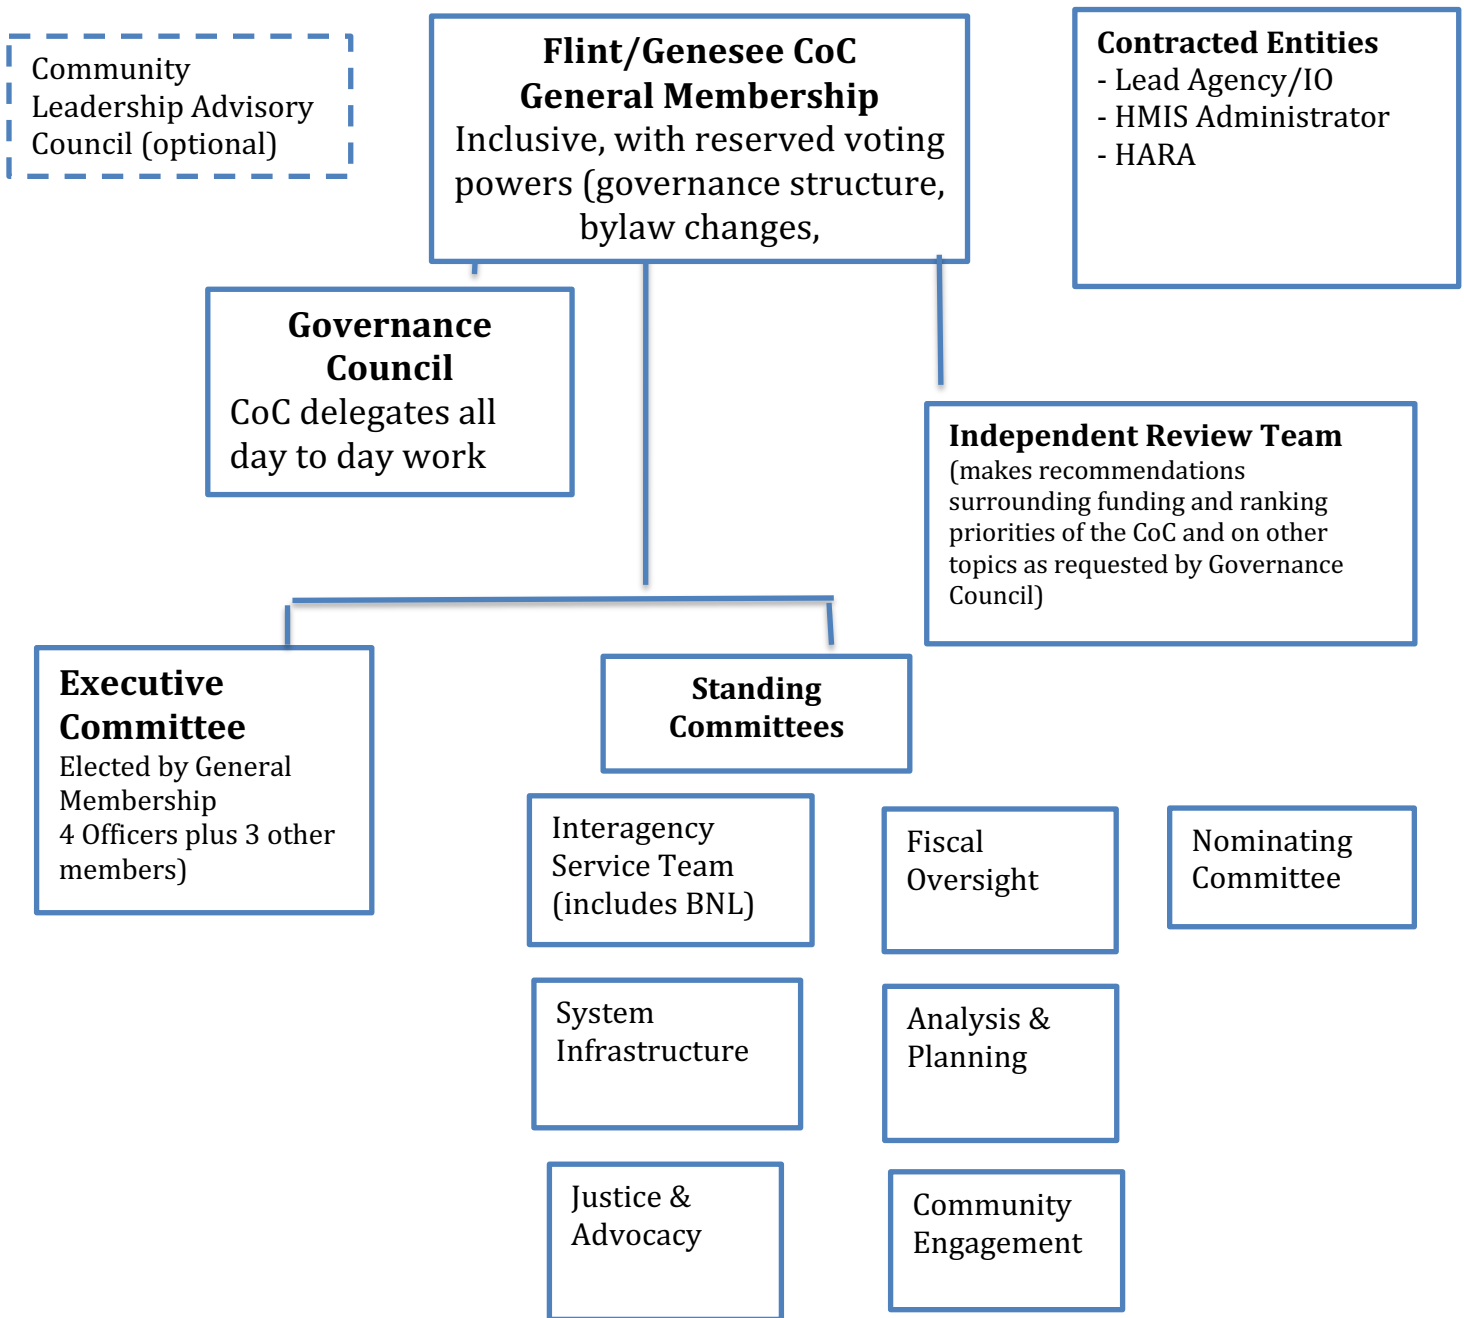 Community
Leadership Advisory
Council (optional)
Flint/Genesee CoC
General Membership
Inclusive, with reserved voting
powers (governance structure,
bylaw changes,
Contracted Entities
- Lead Agency/IO
- HMIS Administrator
- HARA
Governance
Council
CoC delegates all
day to day work
Independent Review Team
(makes recommendations
surrounding funding and ranking
priorities of the CoC and on other
topics as requested by Governance
Council)
Executive
Committee
Elected by General
Membership
4 Officers plus 3 other
members)
Standing
Committees
Interagency
Service Team
(includes BNL)
Fiscal
Oversight
Nominating
Committee
System
Infrastructure
Analysis &
Planning
Justice &
Advocacy
Community
Engagement